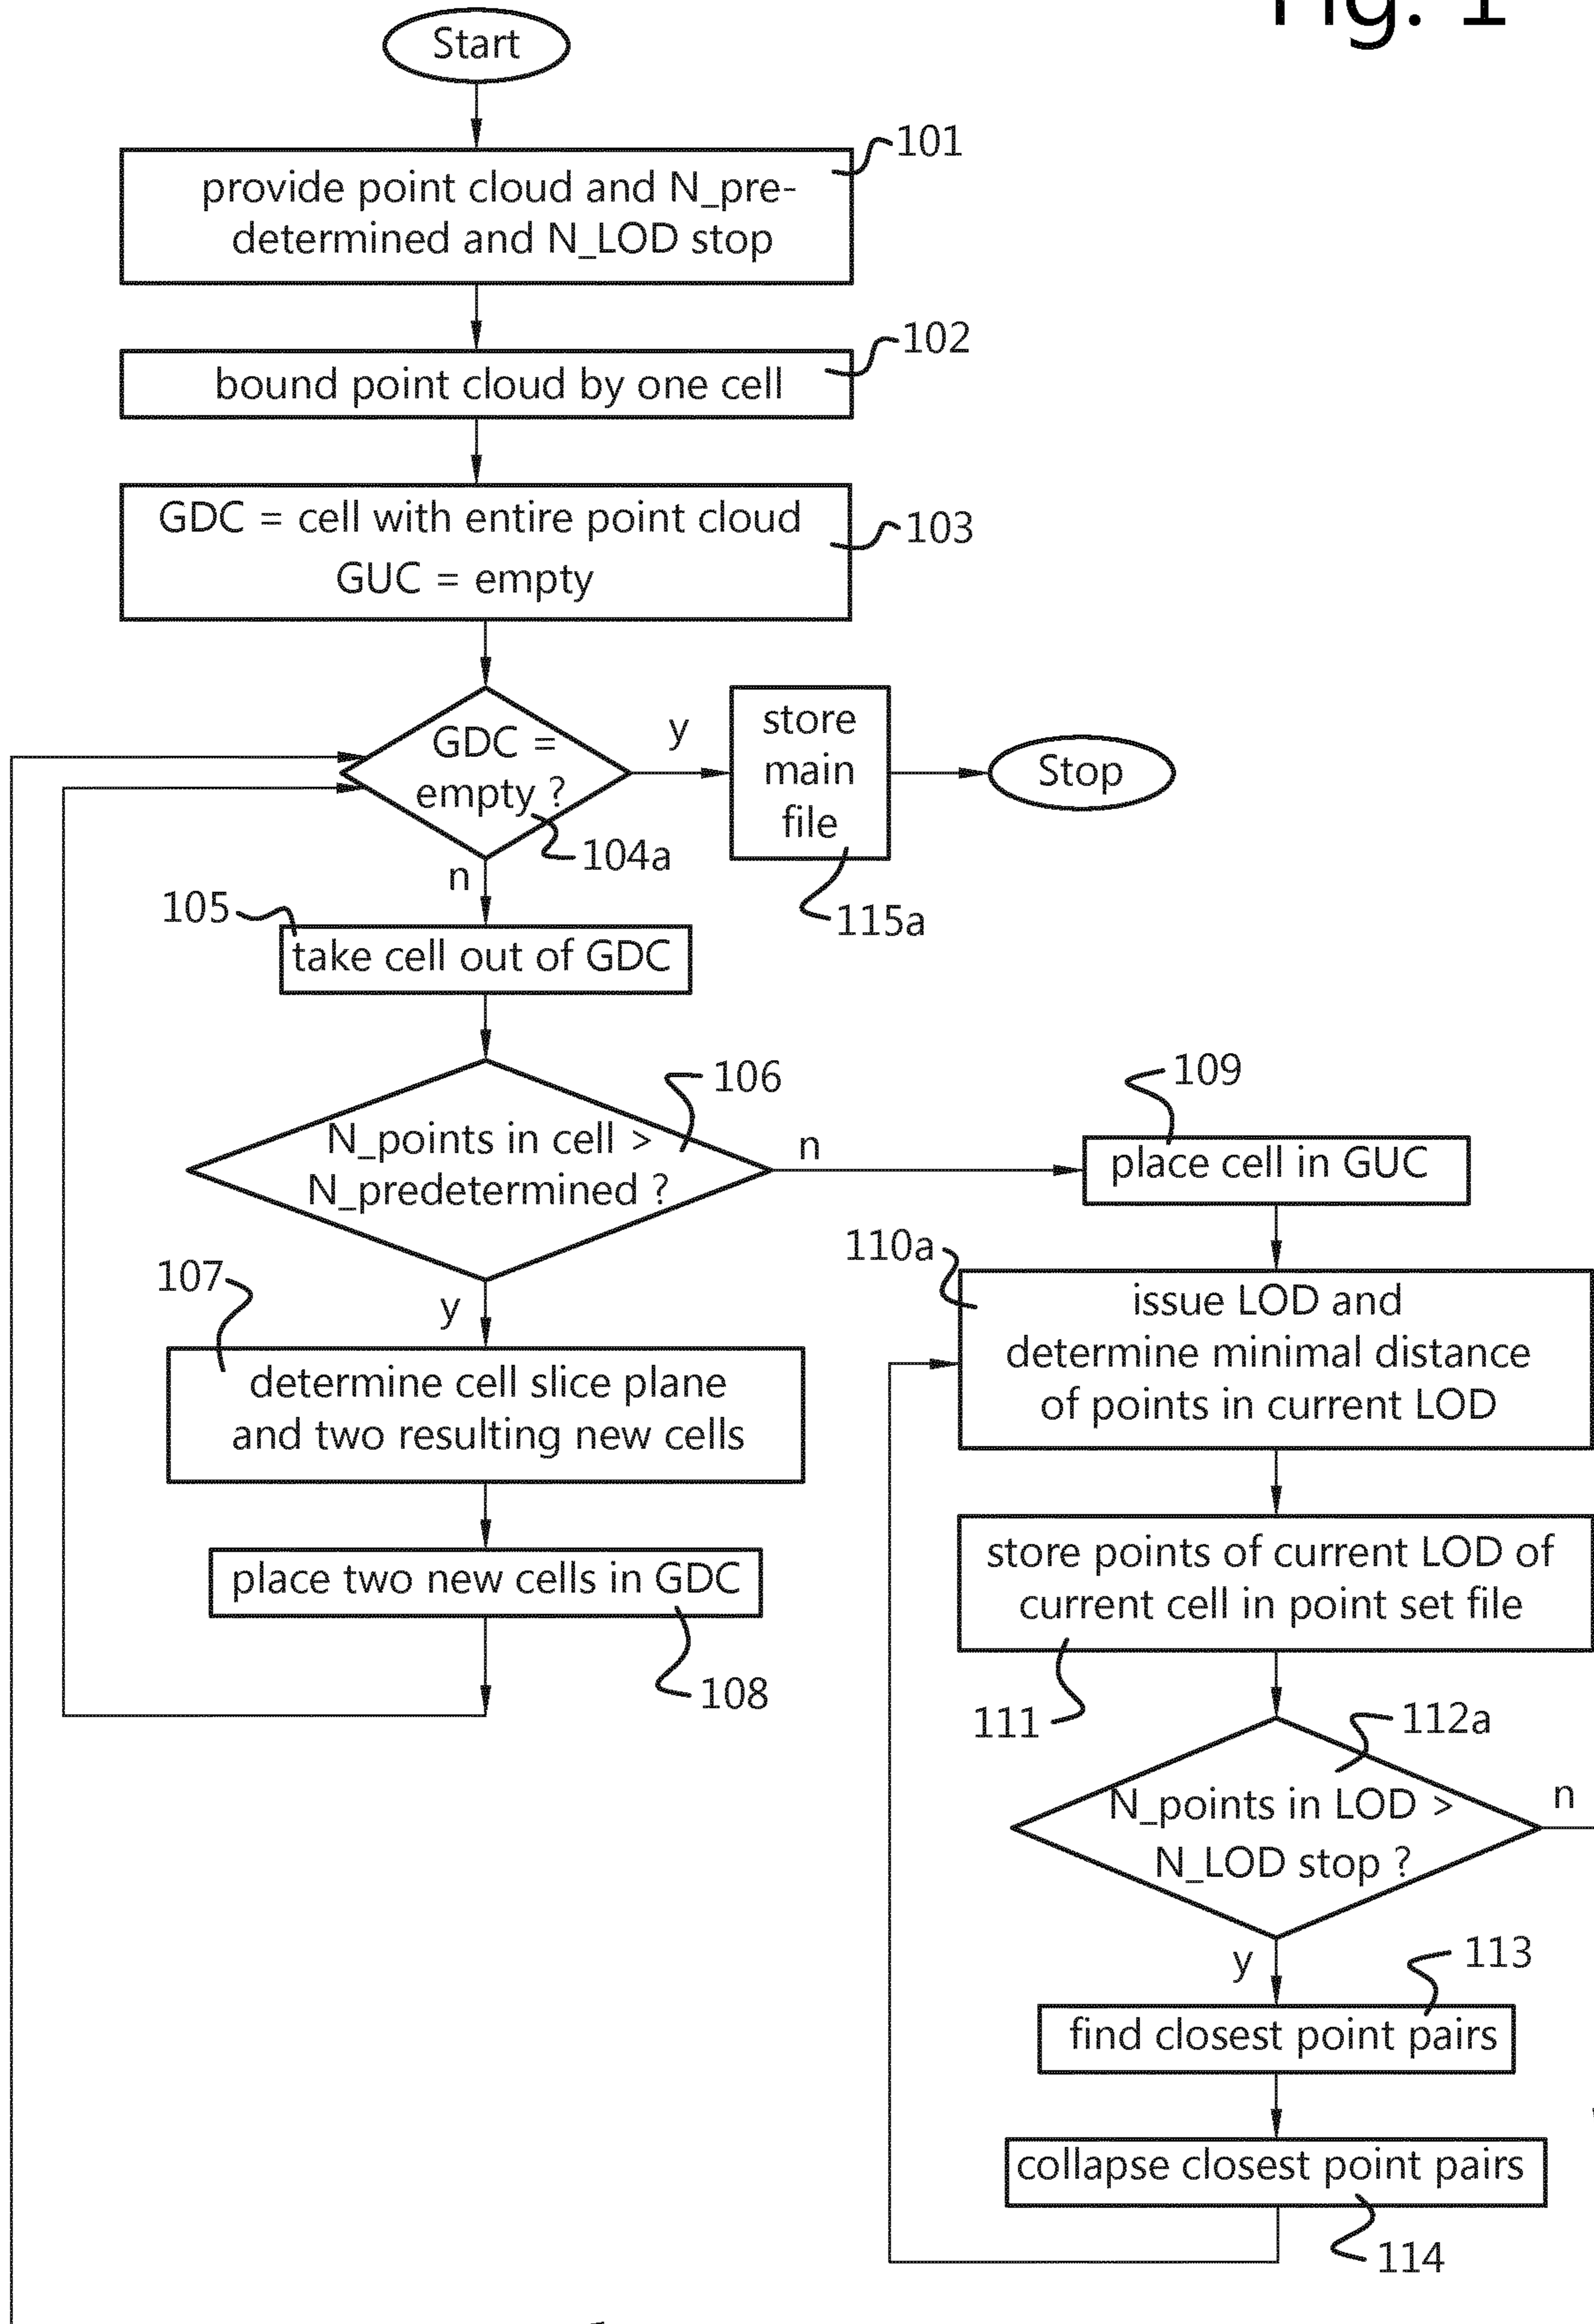 Fig. 1
Start
101
provide point cloud and N_pre-
determined and N_LOD stop
102
bound point cloud by one cell
103
GDC = cell with entire point cloud
GUC = empty
GDC =
empty ?
104a
y
n
store
main
file
115a
Stop
105
take cell out of GDC
106
N_points in cell >
N_predetermined ?
n
y
107
determine cell slice plane
and two resulting new cells
place two new cells in GDC
108
109
place cell in GUC
110a
issue LOD and
determine minimal distance
of points in current LOD
store points of current LOD of
current cell in point set file
111
112a
N_points in LOD >
N_LOD stop ?
n
y
113
find closest point pairs
collapse closest point pairs
114